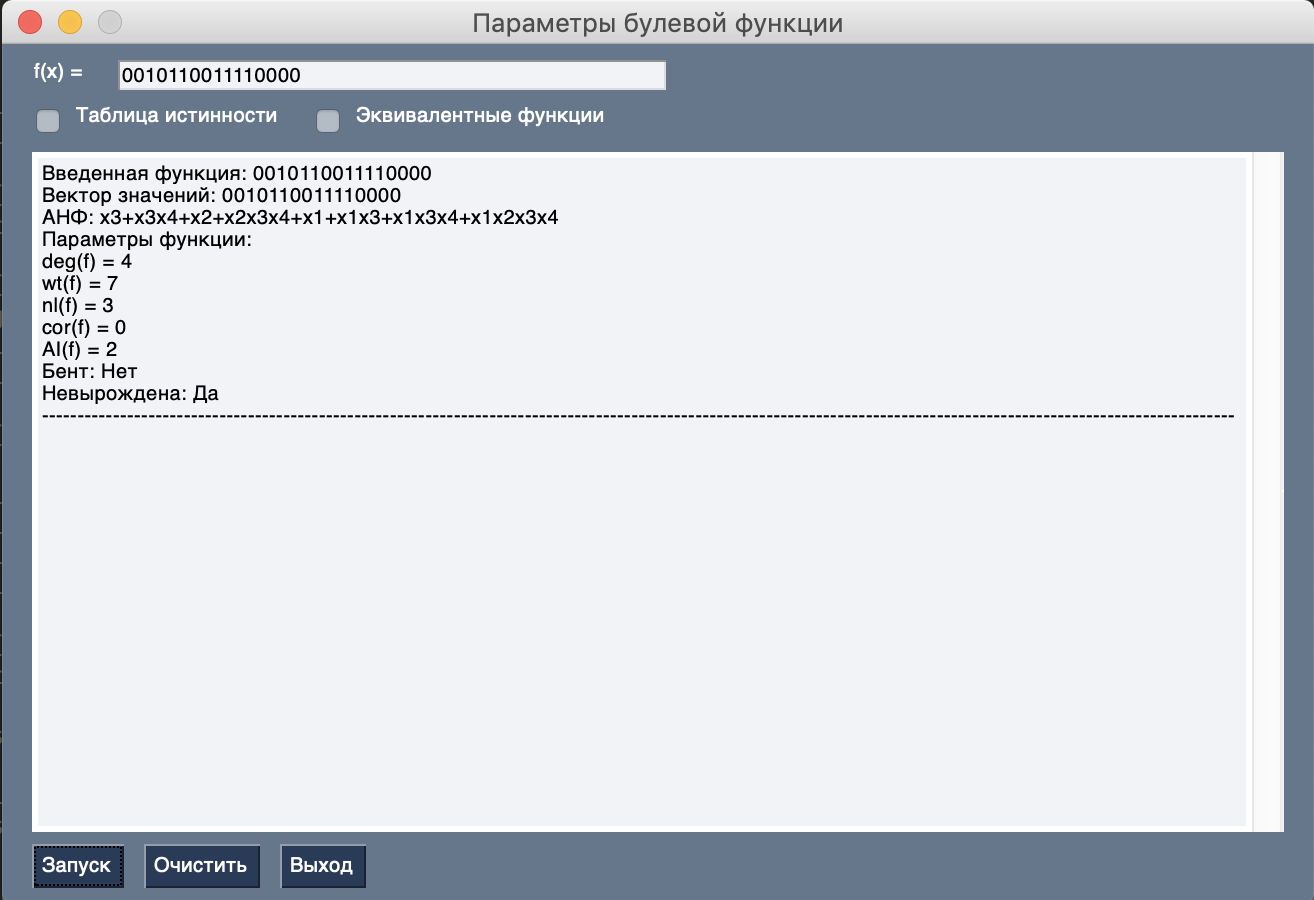 Параметры булевой функции
f(x) = 0010110011110000
Таблица истинности Эквивалентные функции
Введенная функция: 0010110011110000
Вектор значений: 0010110011110000
АНФ: x3+x3x4+x2+x2x3x4+x1+x1x3+x1x3x4+x1x2x3x4
Параметры функции:
deg(f) = 4
wt(f) = 7
nl(f) = 3
cor(f) = 0
AI(f) = 2
Бент: Нет
Невырождена: Да
Запуск Очистить Выход